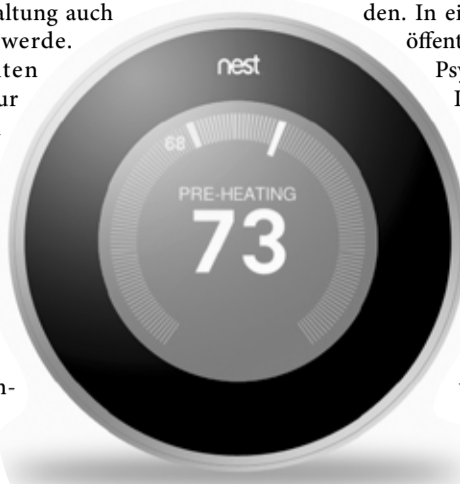 altung auch
werde.
ten
ur
n-
nest
68
PRE-HEATING
73
den. In ei
öffent
Psy